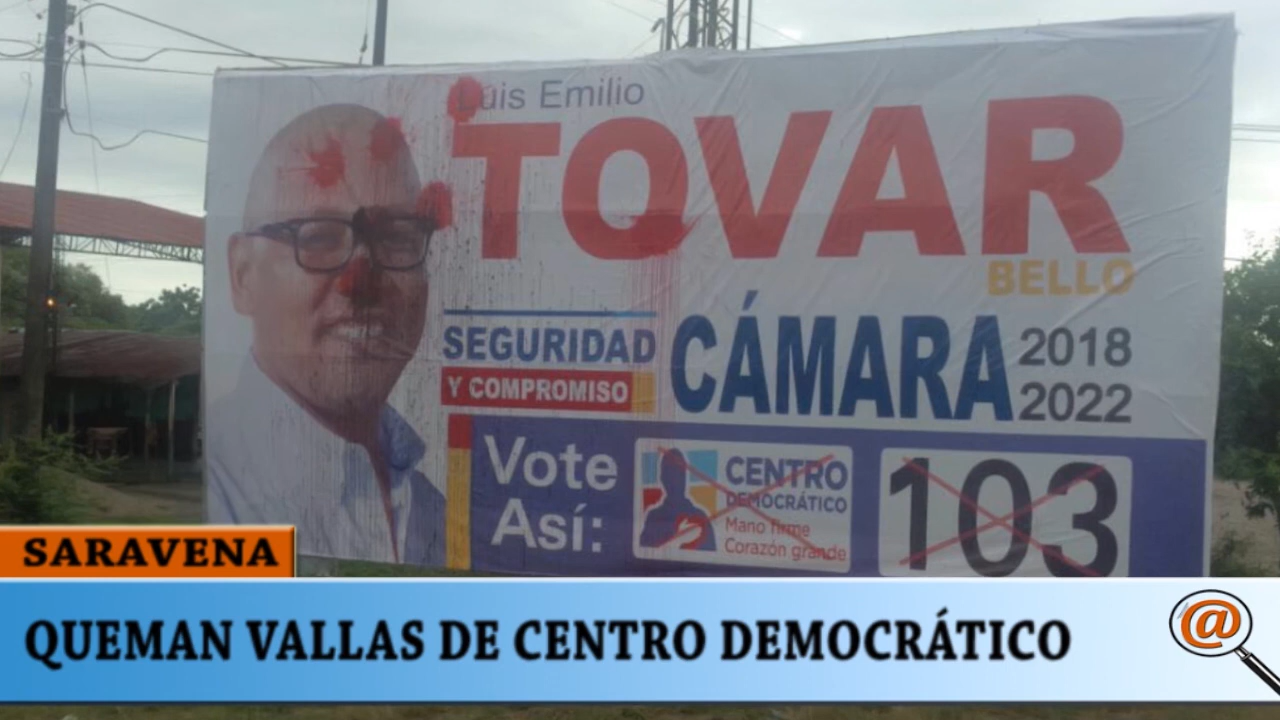 Luis Emilio
TOVAR
BELLO
SEGURIDAD
Y COMPROMISO
CÁMARA
2018
2022
Vote
Así:
CENTRO
DEMOCRÁTICO
Mano firme
Corazón grande
103
SARAVENA
QUEMAN VALLAS DE CENTRO DEMOCRÁTICO
@